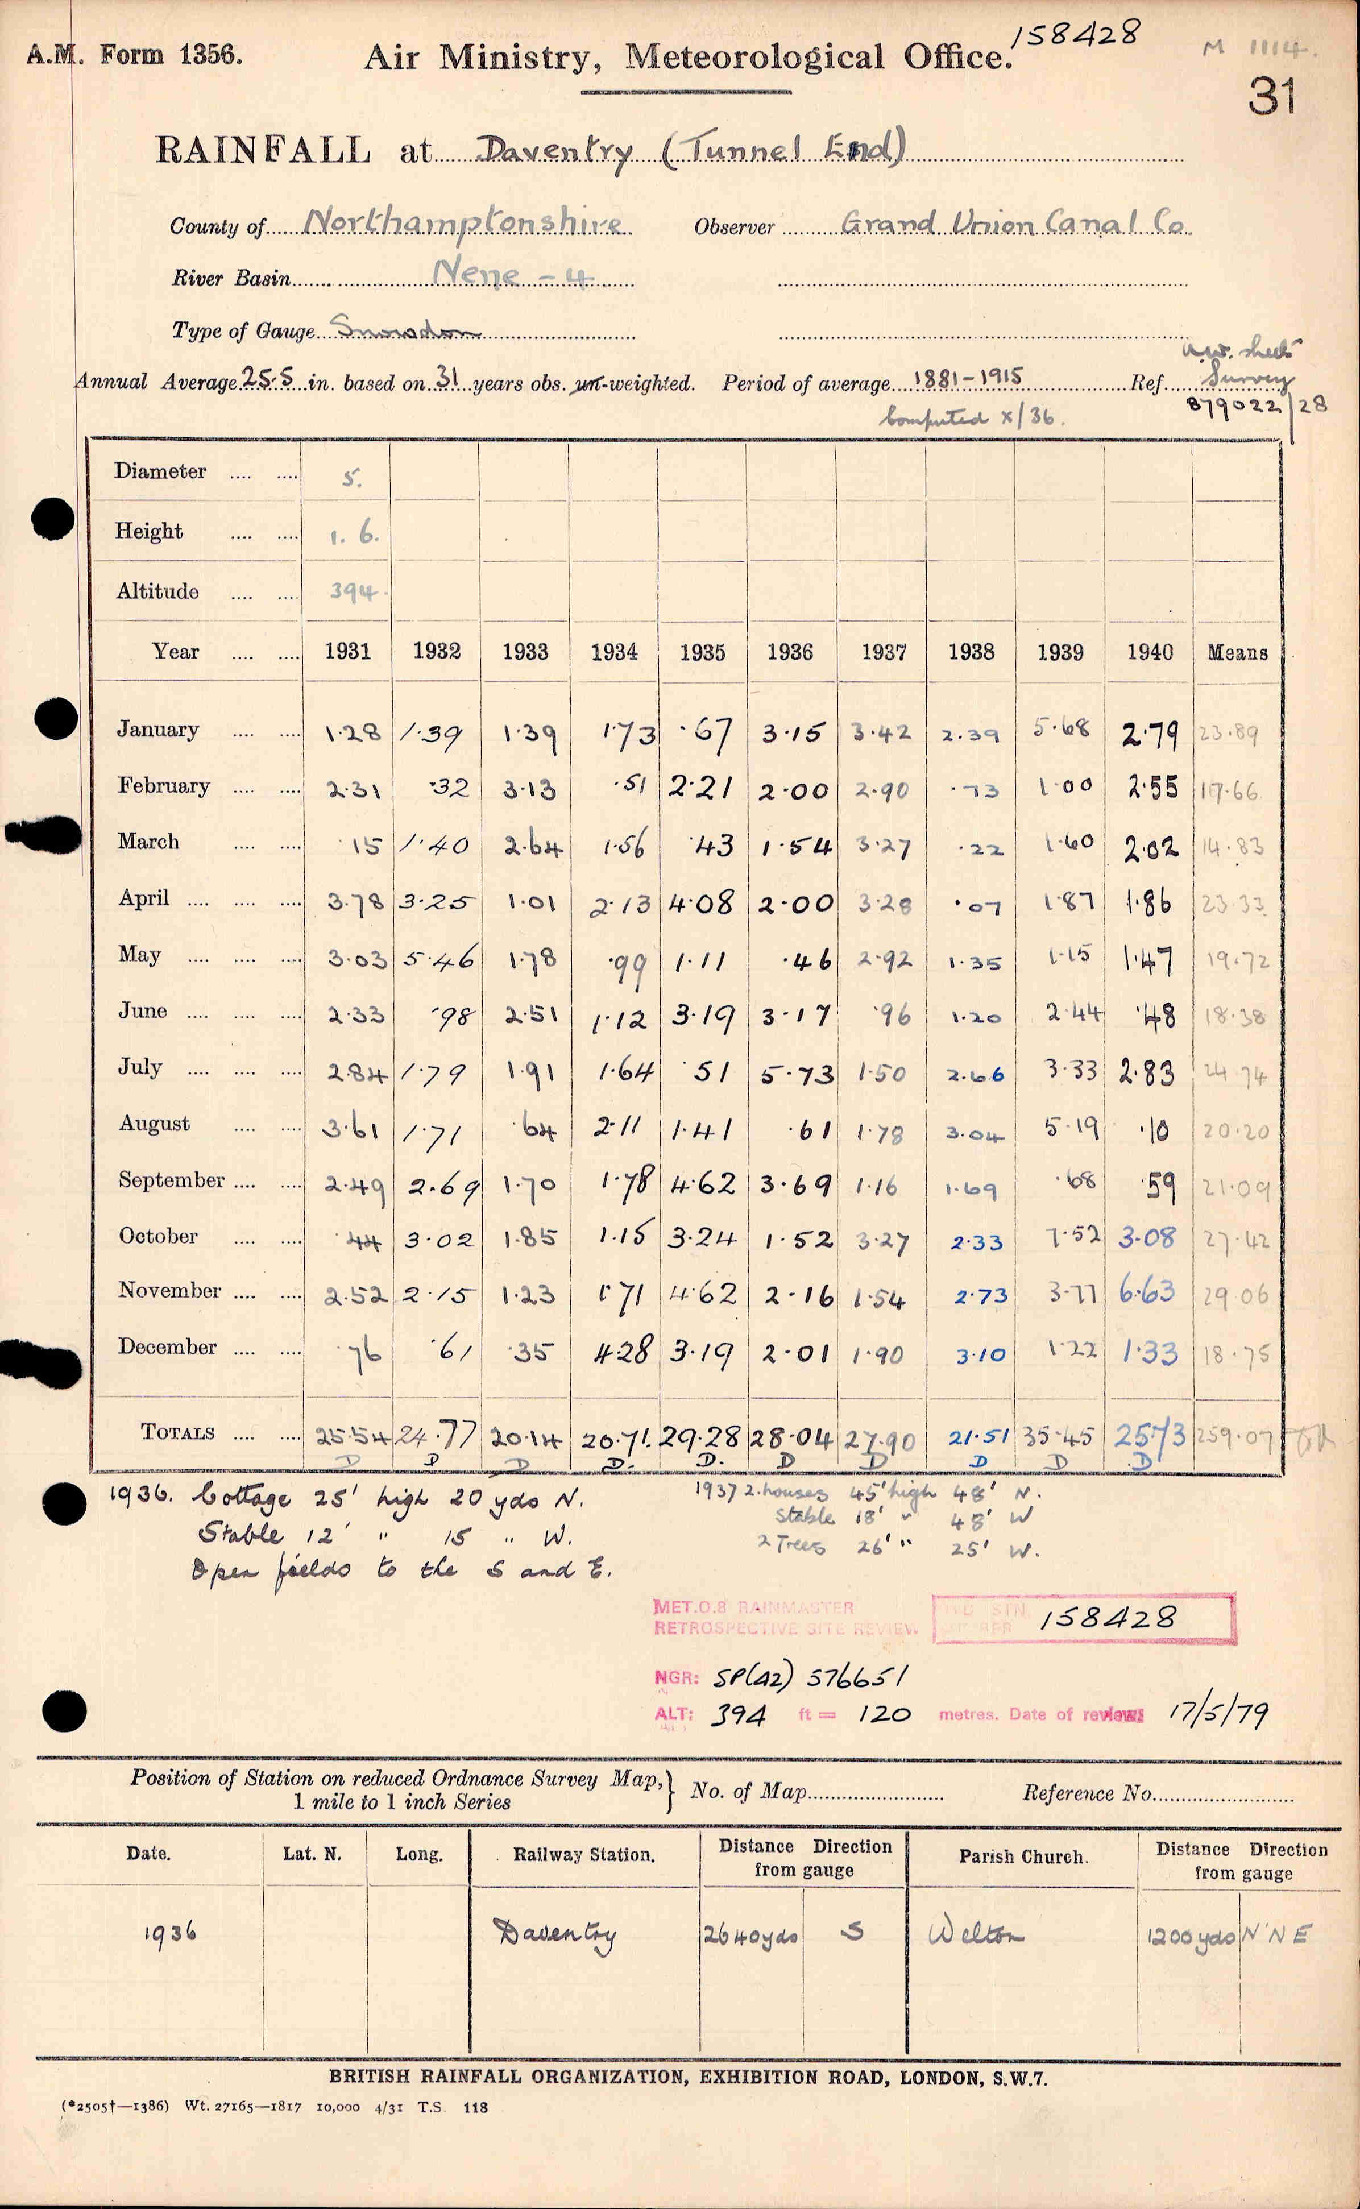 158428
M 1114.
A.M. Form 1356. Air Ministry, Meteorological Office.
31
RAINFALL at Daventry (Tunnel End)
County of Northamptonshire Observer Grand Union Canal Co.
River Basin Nene - 4
Type of Gauge Snowdon
Annual Average 25.5 in. based on 31 years obs. un-weighted. Period of average 1881-1915 Ref. Survey
879022/28
Computed x/36.
Diameter .... .... 5.
Height .... .... 1. 6.
Altitude .... .... 394.
Year .... .... 1931 1932 1933 1934 1935 1936 1937 1938 1939 1940 Means
January .... .... 1.28 1.39 1.39 1.73 .67 3.15 3.42 2.39 5.68 2.79 23.89
February .... .... 2.31 .32 3.13 .51 2.21 2.00 2.90 .73 1.00 2.55 17.66
March .... .... .15 1.40 2.64 1.56 .43 1.54 3.27 .22 1.60 2.02 14.83
April .... .... .... 3.78 3.25 1.01 2.13 4.08 2.00 3.28 .07 1.87 1.86 23.33
May .... .... .... 3.03 5.46 1.78 .99 1.11 .46 2.92 1.35 1.15 1.47 19.72
June .... .... .... 2.33 .98 2.51 1.12 3.19 3.17 .96 1.20 2.44 .48 18.38
July .... .... .... 2.84 1.79 1.91 1.64 .51 5.73 1.50 2.66 3.33 2.83 24.74
August .... .... 3.61 1.71 .64 2.11 1.41 .61 1.78 3.04 5.19 .10 20.20
September .... .... 2.49 2.69 1.70 1.78 4.62 3.69 1.16 1.69 .68 .59 21.09
October .... .... .44 3.02 1.85 1.15 3.24 1.52 3.27 2.33 7.52 3.08 27.42
November .... .... 2.52 2.15 1.23 1.71 4.62 2.16 1.54 2.73 3.77 6.63 29.06
December .... .... .76 .61 .35 4.28 3.19 2.01 1.90 3.10 1.22 1.33 18.75
TOTALS .... .... 25.54 24.77 20.14 20.71. 29.28 28.04 27.90 21.51 35.45 25.73 259.07
D D D D. D. D D D D D
1936. Cottage 25' high 20 yds N.
Stable 12' " 15 " W.
Open fields to the S and E.
1937 2.houses 45' high 48' N.
Stable 18' " 48' W
2 Trees 26' " 25' W.
MET.O.8 RAINMASTER
RETROSPECTIVE SITE REVIEW.
158428
NGR: SP(42) 576651
ALT: 394 ft = 120 metres. Date of review: 17/5/79
Position of Station on reduced Ordnance Survey Map,} No. of Map Reference No.
1 mile to 1 inch Series
Date. Lat. N. Long. Railway Station. Distance Direction from gauge Parish Church. Distance Direction from gauge
1936 Daventry 2640 yds S Welton 1200 yds N N E
BRITISH RAINFALL ORGANIZATION, EXHIBITION ROAD, LONDON, S.W.7.
(*2505†—1386) Wt. 27165—1817 10,000 4/31 T.S. 118